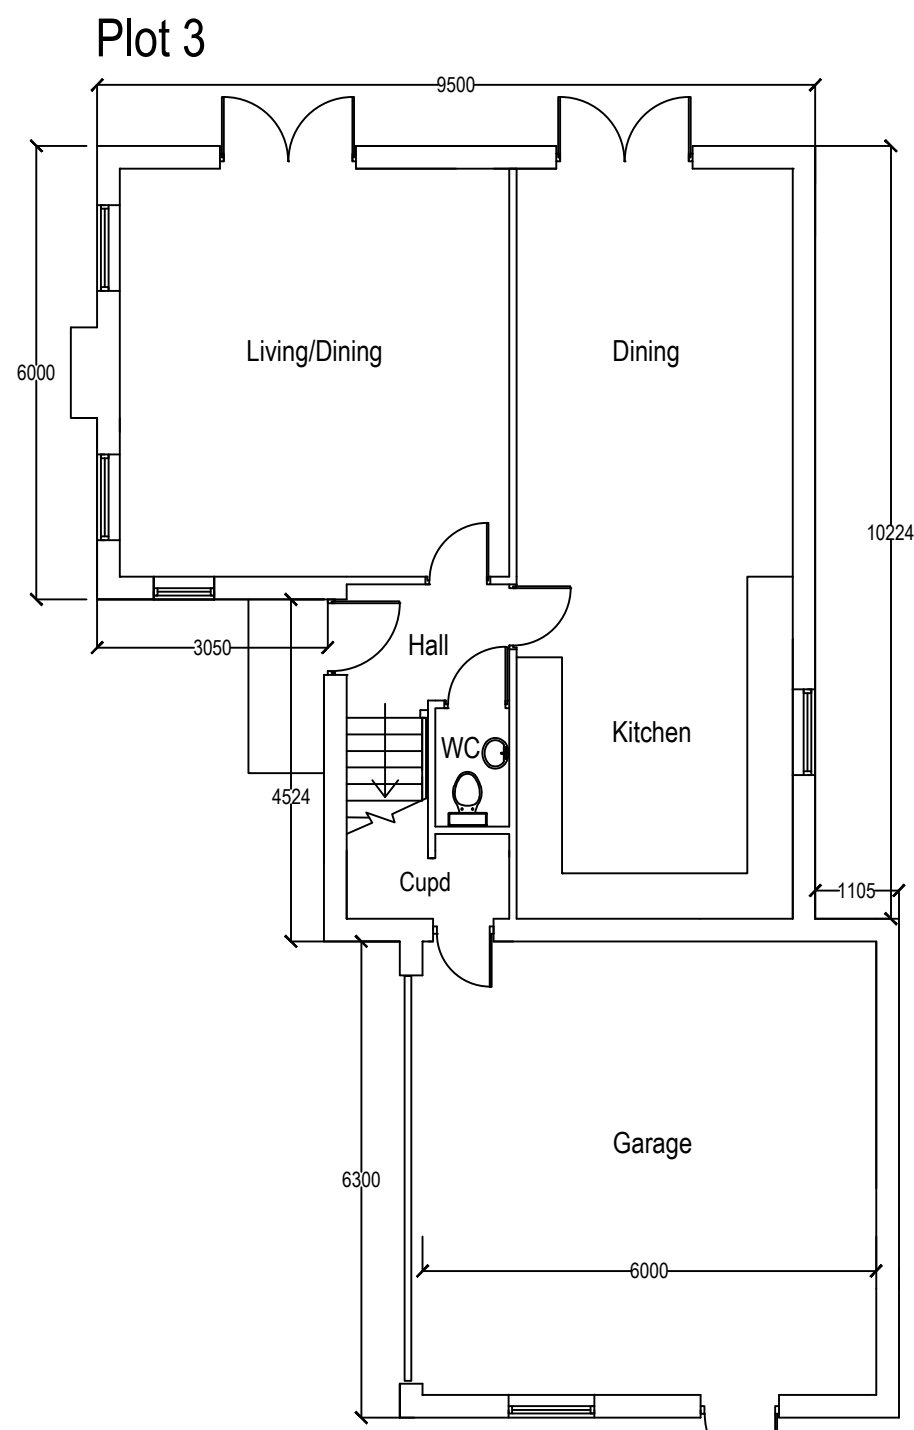 Plot 3
9500
Living/Dining
Dining
6000
10224
3050
Hall
Kitchen
WC
4524
Cupd
1105
Garage
6300
6000